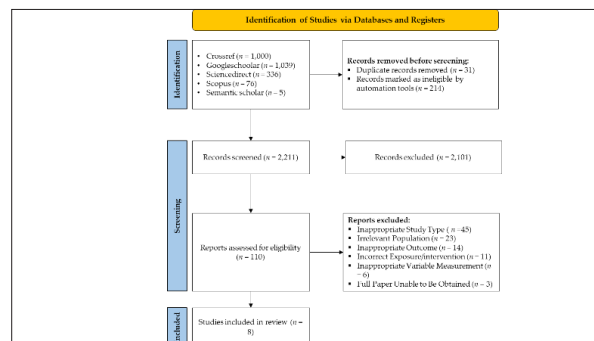 Identification of Studies via Databases and Registers
Identification
Crossref (n = 1,000)
Googleschoolar (n = 1,039)
Sciencedirect (n = 336)
Scopus (n = 76)
Semantic scholar (n = 5)
Records removed before screening:
Duplicate records removed (n = 31)
Records marked as ineligible by
automation tools (n = 214)
Screening
Records screened (n = 2,211)
Records excluded (n = 2,101)
Reports assessed for eligibility
(n = 110)
Reports excluded:
Inappropriate Study Type ( n =45)
Irrelevant Population (n = 23)
Inappropriate Outcome (n = 14)
Incorrect Exposure/intervention (n = 11)
Inappropriate Variable Measurement (n
= 6)
Full Paper Unable to Be Obtained (n = 3)
Included
Studies included in review (n =
8)